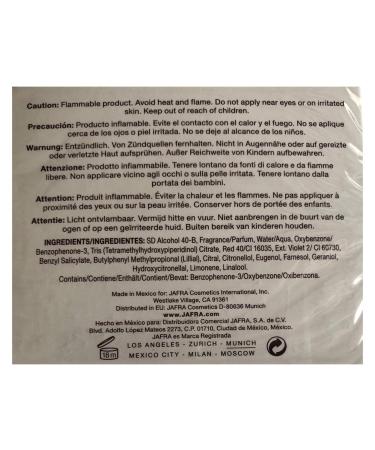 Caution: Flammable product. Avoid heat and flame. Do not apply near eyes or on irritated
skin. Keep out of reach of children.
Precaución: Producto inflamable. Evite el contacto con el calor y el fuego. No se aplique
cerca de los ojos o piel irritada. No se deje al alcance de los niños.
Warnung: Entzündlich. Von Zündquellen fernhalten. Nicht in Augennähe oder auf gereizte
oder verletzte Haut aufsprühen. Außer Reichweite von Kindern aufbewahren.
Attenzione: Prodotto infiammabile. Tenere lontano da fonti di calore e da fiamme
libere. Non applicare vicino agli occhi o sulla pelle irritata. Tenere lontano dalla
portata dei bambini.
Attention: Produit inflammable. Éviter la chaleur et les flammes. Ne pas appliquer à
proximité des yeux ou sur la peau irritée. Conserver hors de portée des enfants.
Attentie: Licht ontvlambaar. Vermijd hitte en vuur. Niet aanbrengen in de buurt van de
ogen of op een geïrriteerde huid. Buiten bereik van kinderen houden.
INGREDIENTS/INGREDIENTES: SD Alcohol 40-B, Fragrance/Parfum, Water/Aqua, Oxybenzone/
Benzophenone-3, Tris (Tetramethylhydroxypiperidinol) Citrate, Red 40/CI 16035, Ext. Violet 2/ CI 60730,
Benzyl Salicylate, Butylphenyl Methylpropional (Lillial), Citral, Citronellol, Eugenol, Farnesol, Geraniol,
Hydroxycitronellal, Limonene, Linalool.
Contains/Contiene/Enthält/Contient/Bevat: Benzophenone-3/Oxybenzone/Oxibenzona.
Made in Mexico for: JAFRA Cosmetics International, Inc.
Westlake Village, CA 91361
Distributed in EU: JAFRA Cosmetics D-80636 Munich
www.JAFRA.com
Hecho en México para: Distribuidora Comercial JAFRA, S.A. de C.V.
Blvd. Adolfo López Mateos 2273, C.P. 01710, Ciudad de México, México.
JAFRA es Marca Registrada
LOS ANGELES - ZURICH - MUNICH
MEXICO CITY - MILAN - MOSCOW
18m